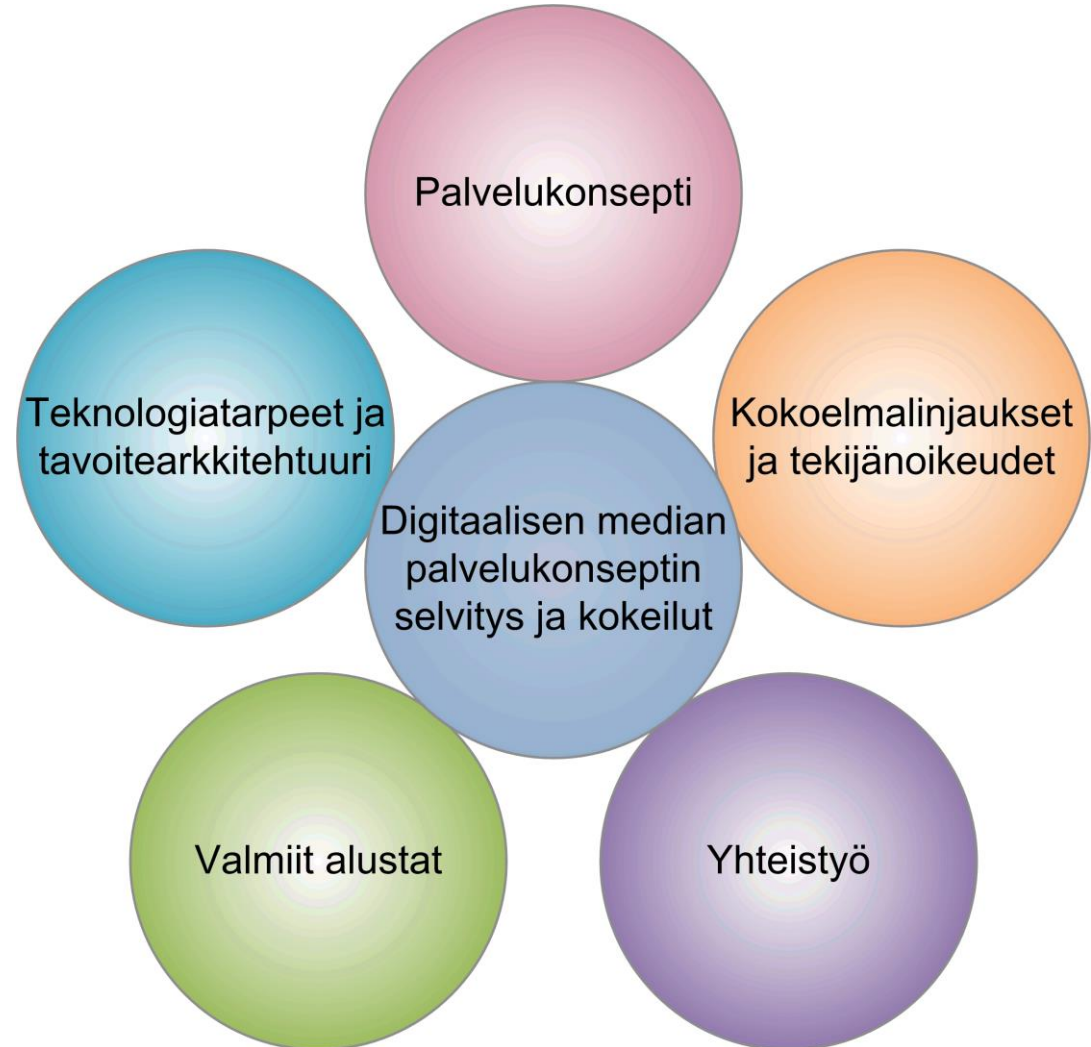 Palvelukonsepti
Teknologiatarpeet ja
tavoitearkkitehtuuri
Kokoelmalinjaukset
ja tekijänoikeudet
Digitaalisen median
palvelukonseptin
selvitys ja kokeilut
Valmiit alustat
Yhteistyö